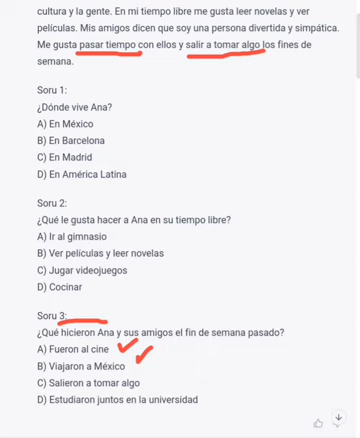 cultura y la gente. En mi tiempo libre me gusta leer novelas y ver
películas. Mis amigos dicen que soy una persona divertida y simpática.
Me gusta pasar tiempo con ellos y salir a tomar algo los fines de
semana.
Soru 1:
¿Dónde vive Ana?
A) En México
B) En Barcelona
C) En Madrid
D) En América Latina
Soru 2:
¿Qué le gusta hacer a Ana en su tiempo libre?
A) Ir al gimnasio
B) Ver películas y leer novelas
C) Jugar videojuegos
D) Cocinar
Soru 3:
¿Qué hicieron Ana y sus amigos el fin de semana pasado?
A) Fueron al cine
B) Viajaron a México
C) Salieron a tomar algo
D) Estudiaron juntos en la universidad